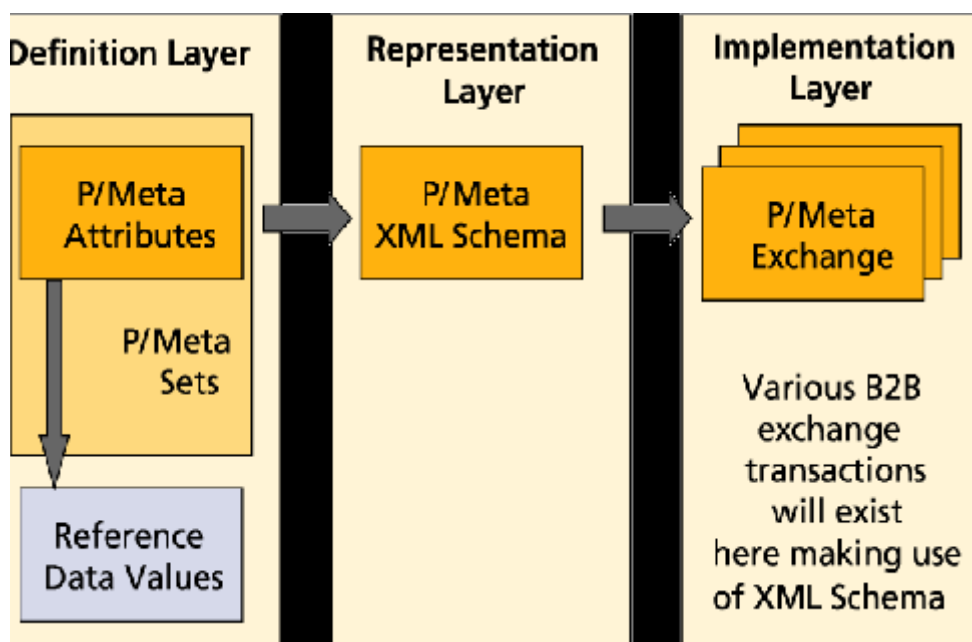 Definition Layer
P/Meta
Attributes
P/Meta
Sets
Reference
Data Values
Representation
Layer
P/Meta
XML Schema
Implementation
Layer
P/Meta
Exchange
Various B2B
exchange
transactions
will exist
here making use
of XML Schema